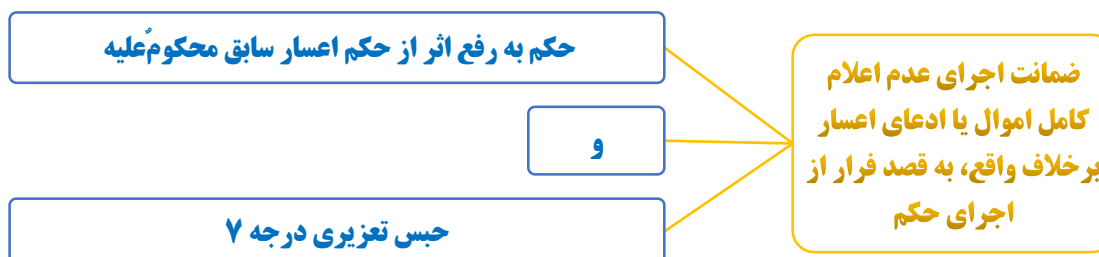 ضمانت اجرای عدم اعلام
کامل اموال یا ادعای اعسار
برخلاف واقع، به قصد فرار از
اجرای حکم
حکم به رفع اثر از حکم اعسار سابق محکومٌ‌علیه
و
حبس تعزیری درجه ۷